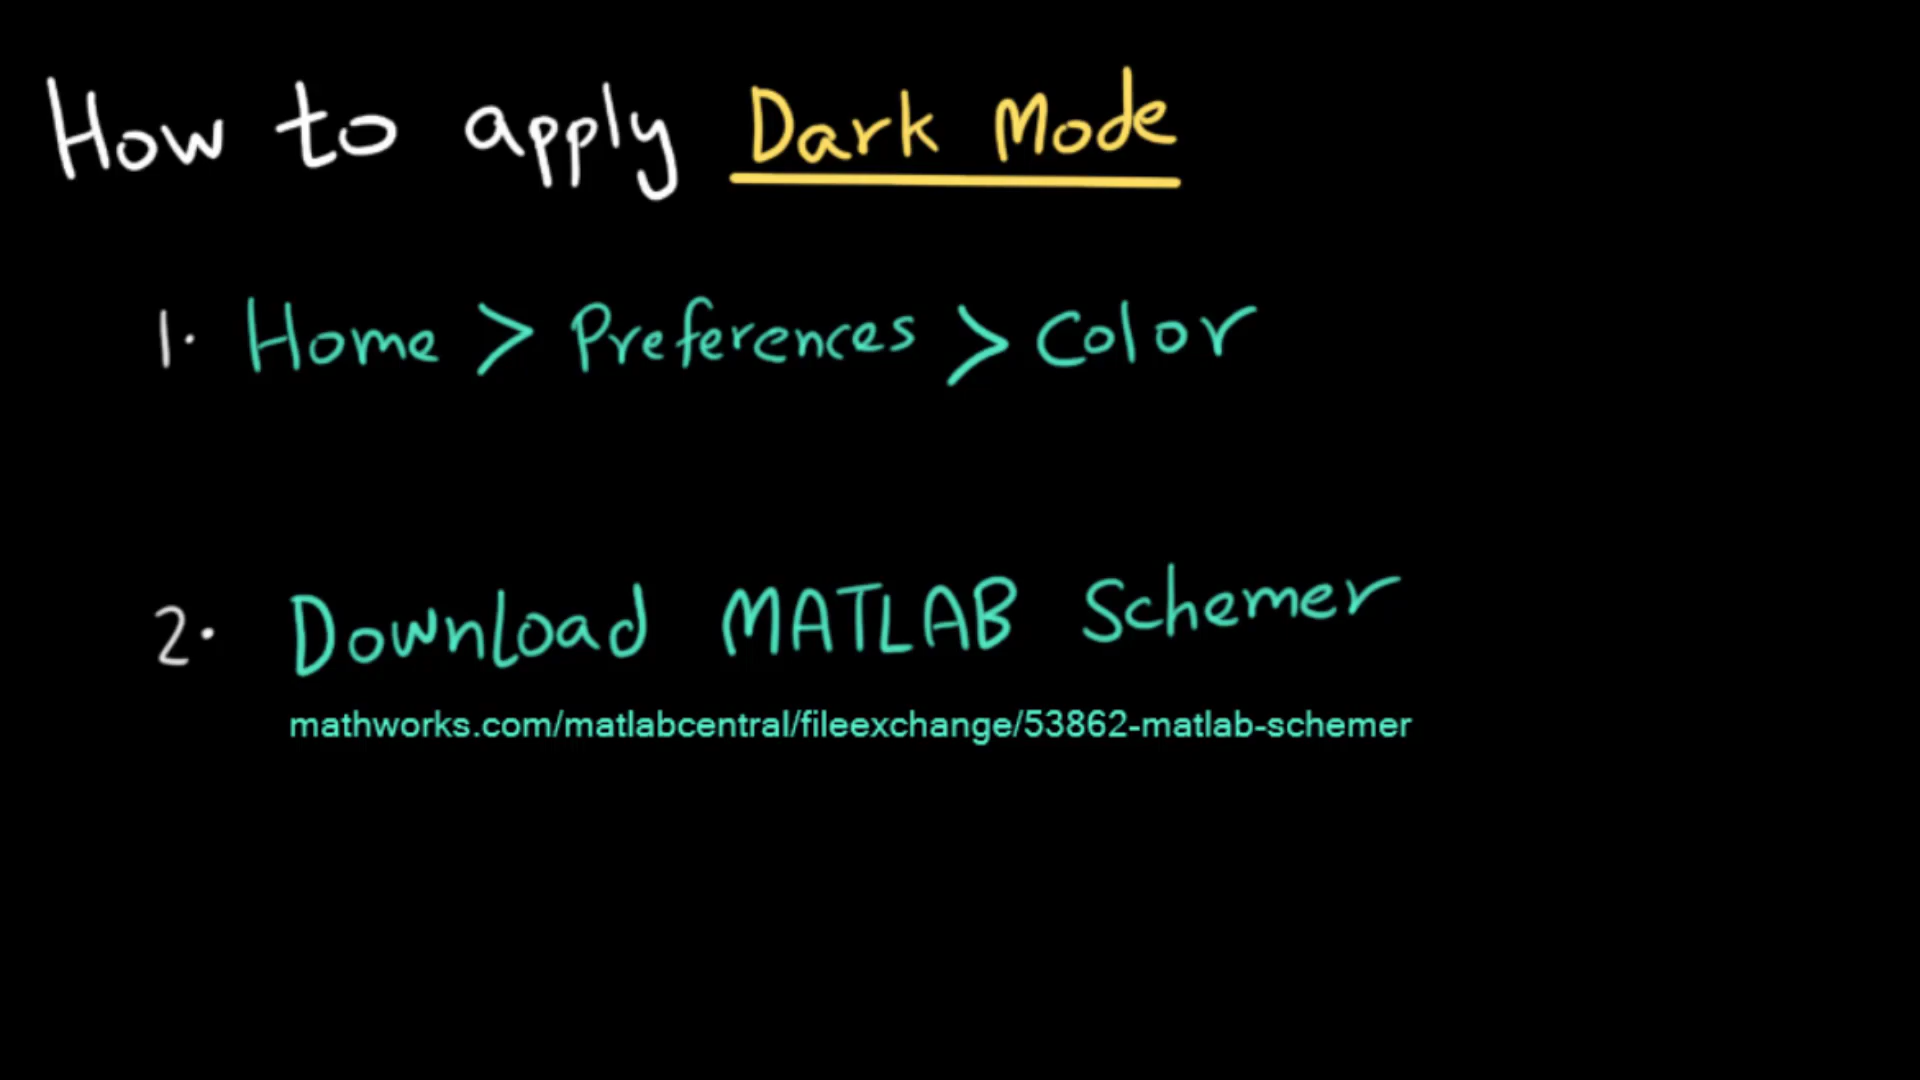 How to apply Dark Mode
1. Home > Preferences > Color
2. Download MATLAB Schemer
mathworks.com/matlabcentral/fileexchange/53862-matlab-schemer